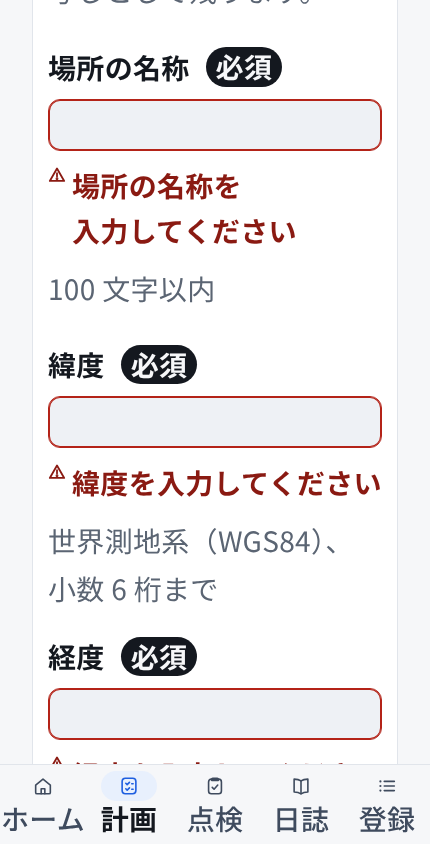 場所の名称 必須
場所の名称を
入力してください
100 文字以内
緯度 必須
緯度を入力してください
世界測地系（WGS84）、
小数 6 桁まで
経度 必須
ホーム 計画 点検 日誌 登録